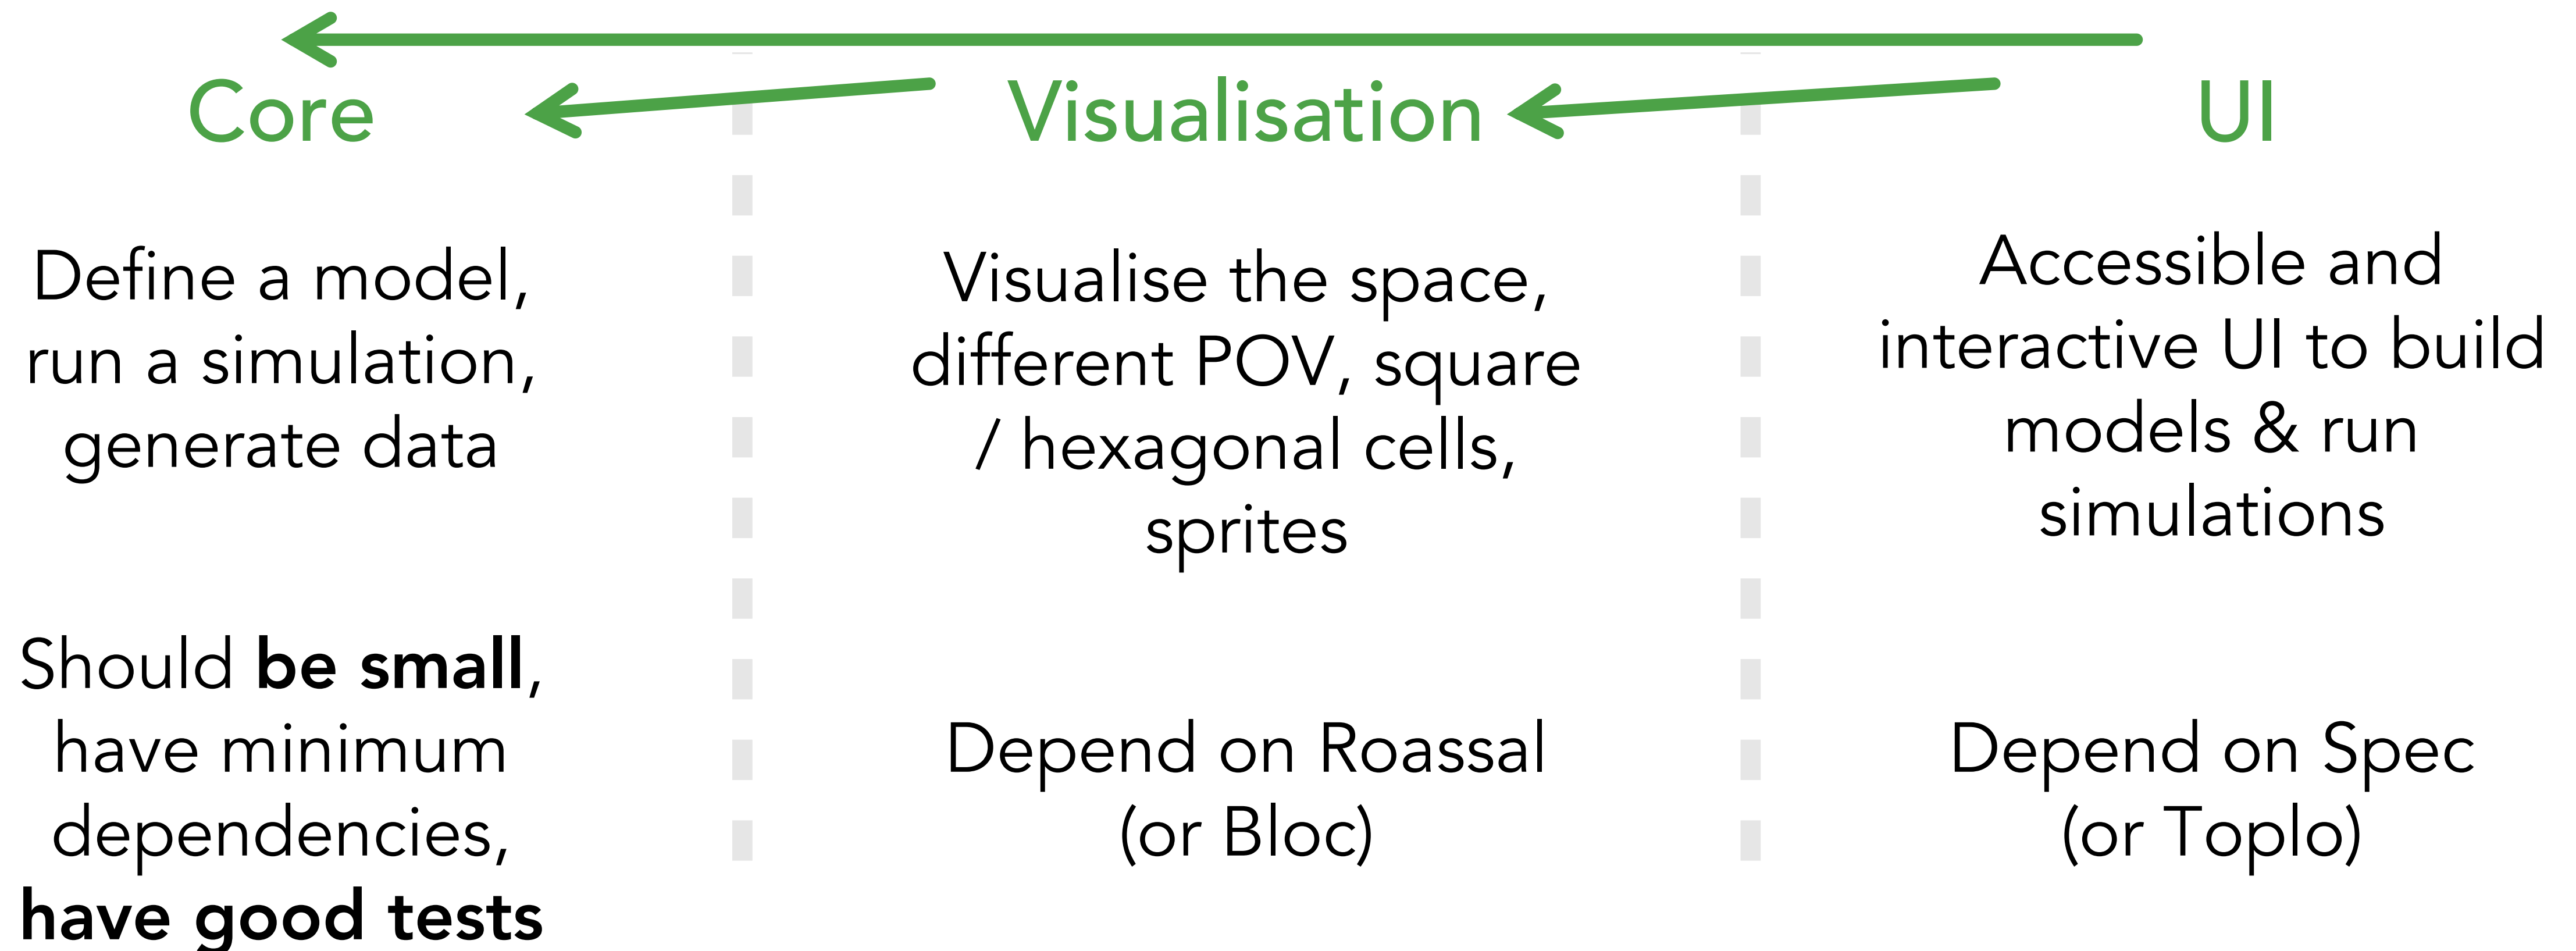 Core
Define a model,
run a simulation,
generate data
Should be small,
have minimum
dependencies,
have good tests
Visualisation
Visualise the space,
different POV, square
/ hexagonal cells,
sprites
Depend on Roassal
(or Bloc)
UI
Accessible and
interactive UI to build
models & run
simulations
Depend on Spec
(or Toplo)